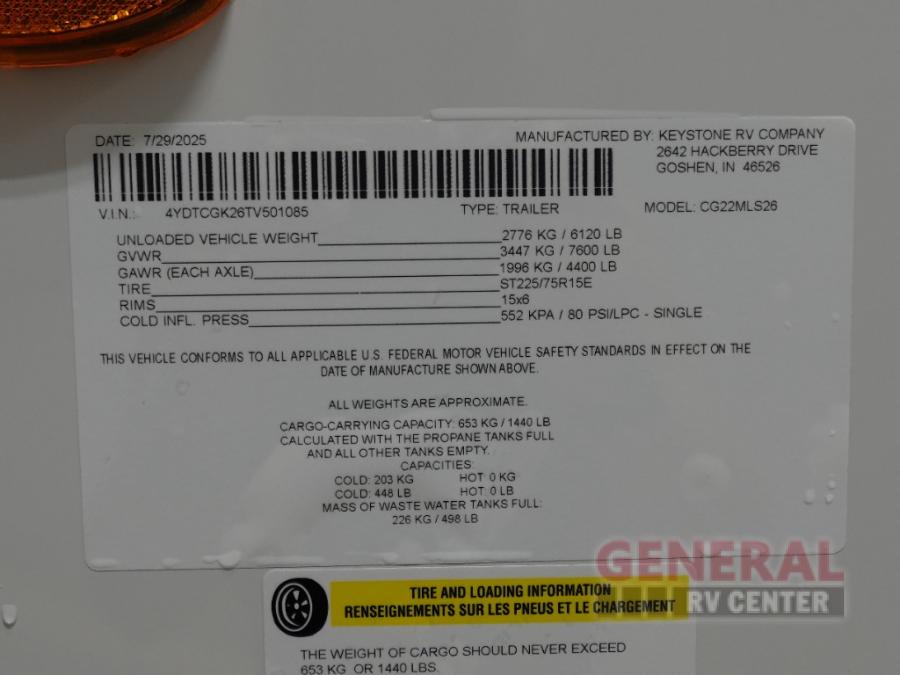 DATE: 7/29/2025
MANUFACTURED BY: KEYSTONE RV COMPANY
2642 HACKBERRY DRIVE
GOSHEN, IN 46526
V.I.N.: 4YDTCGK26TV501085 TYPE: TRAILER MODEL: CG22MLS26
UNLOADED VEHICLE WEIGHT 2776 KG / 6120 LB
GVWR 3447 KG / 7600 LB
GAWR (EACH AXLE) 1996 KG / 4400 LB
TIRE ST225/75R15E
RIMS 15x6
COLD INFL. PRESS 552 KPA / 80 PSI/LPC - SINGLE
THIS VEHICLE CONFORMS TO ALL APPLICABLE U.S. FEDERAL MOTOR VEHICLE SAFETY STANDARDS IN EFFECT ON THE
DATE OF MANUFACTURE SHOWN ABOVE.
ALL WEIGHTS ARE APPROXIMATE.
CARGO-CARRYING CAPACITY: 653 KG / 1440 LB
CALCULATED WITH THE PROPANE TANKS FULL
AND ALL OTHER TANKS EMPTY.
CAPACITIES:
COLD: 203 KG HOT: 0 KG
COLD: 448 LB HOT: 0 LB
MASS OF WASTE WATER TANKS FULL:
226 KG / 498 LB
GENERAL
RV CENTER
TIRE AND LOADING INFORMATION
RENSEIGNEMENTS SUR LES PNEUS ET LE CHARGEMENT
THE WEIGHT OF CARGO SHOULD NEVER EXCEED
653 KG OR 1440 LBS.